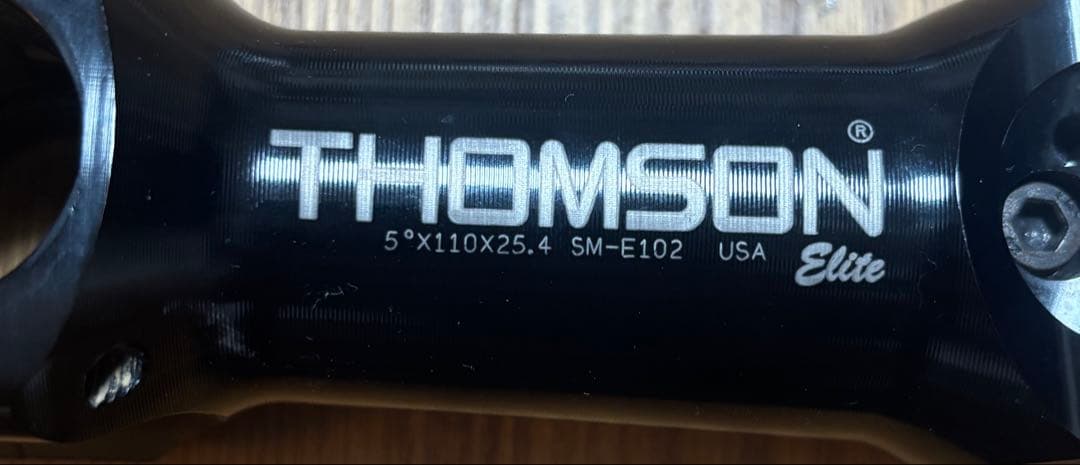 THOMSON®
5°X110X25.4 SM-E102 USA
Elite